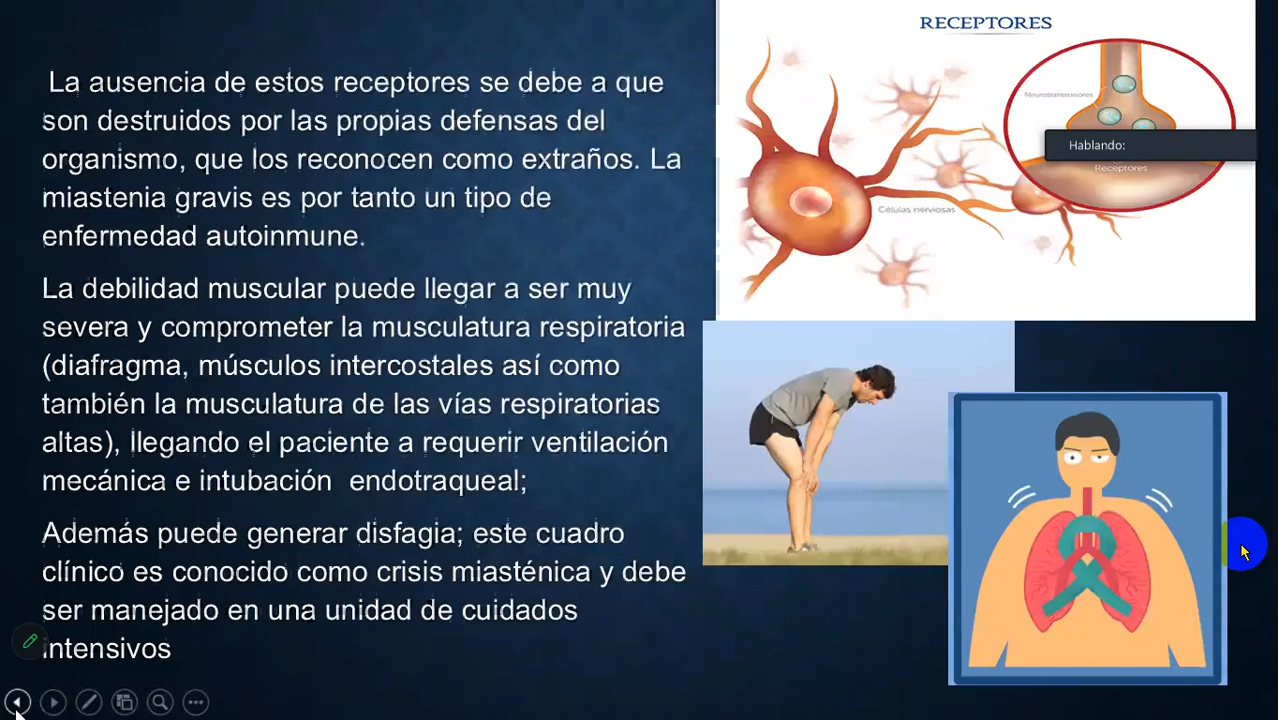 La ausencia de estos receptores se debe a que
son destruidos por las propias defensas del
organismo, que los reconocen como extraños. La
miastenia gravis es por tanto un tipo de
enfermedad autoinmune.
La debilidad muscular puede llegar a ser muy
severa y comprometer la musculatura respiratoria
(diafragma, músculos intercostales así como
también la musculatura de las vías respiratorias
altas), llegando el paciente a requerir ventilación
mecánica e intubación endotraqueal;
Además puede generar disfagia; este cuadro
clínico es conocido como crisis miasténica y debe
ser manejado en una unidad de cuidados
intensivos
RECEPTORES
Neurotransmisores
Hablando:
Receptores
Células nerviosas